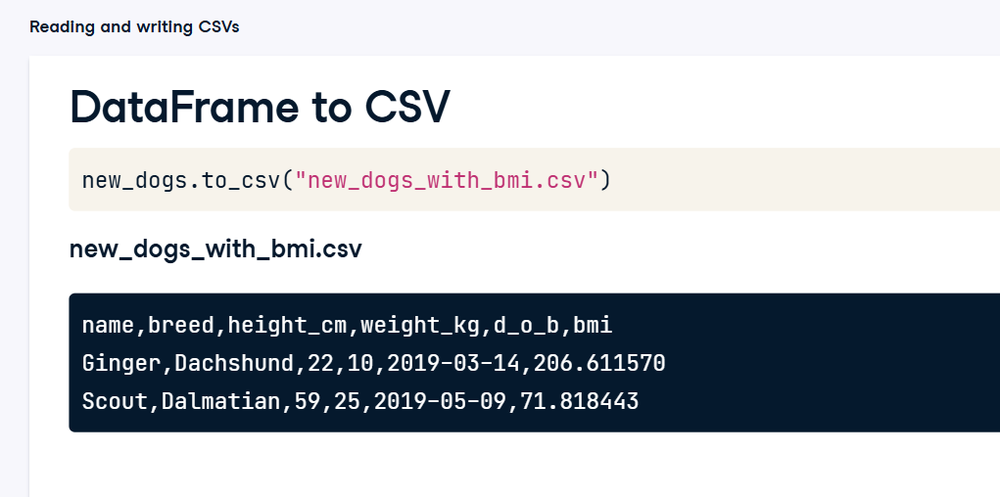 Reading and writing CSVs
DataFrame to CSV
new_dogs.to_csv("new_dogs_with_bmi.csv")
new_dogs_with_bmi.csv
name,breed,height_cm,weight_kg,d_o_b,bmi
Ginger,Dachshund,22,10,2019-03-14,206.611570
Scout,Dalmatian,59,25,2019-05-09,71.818443